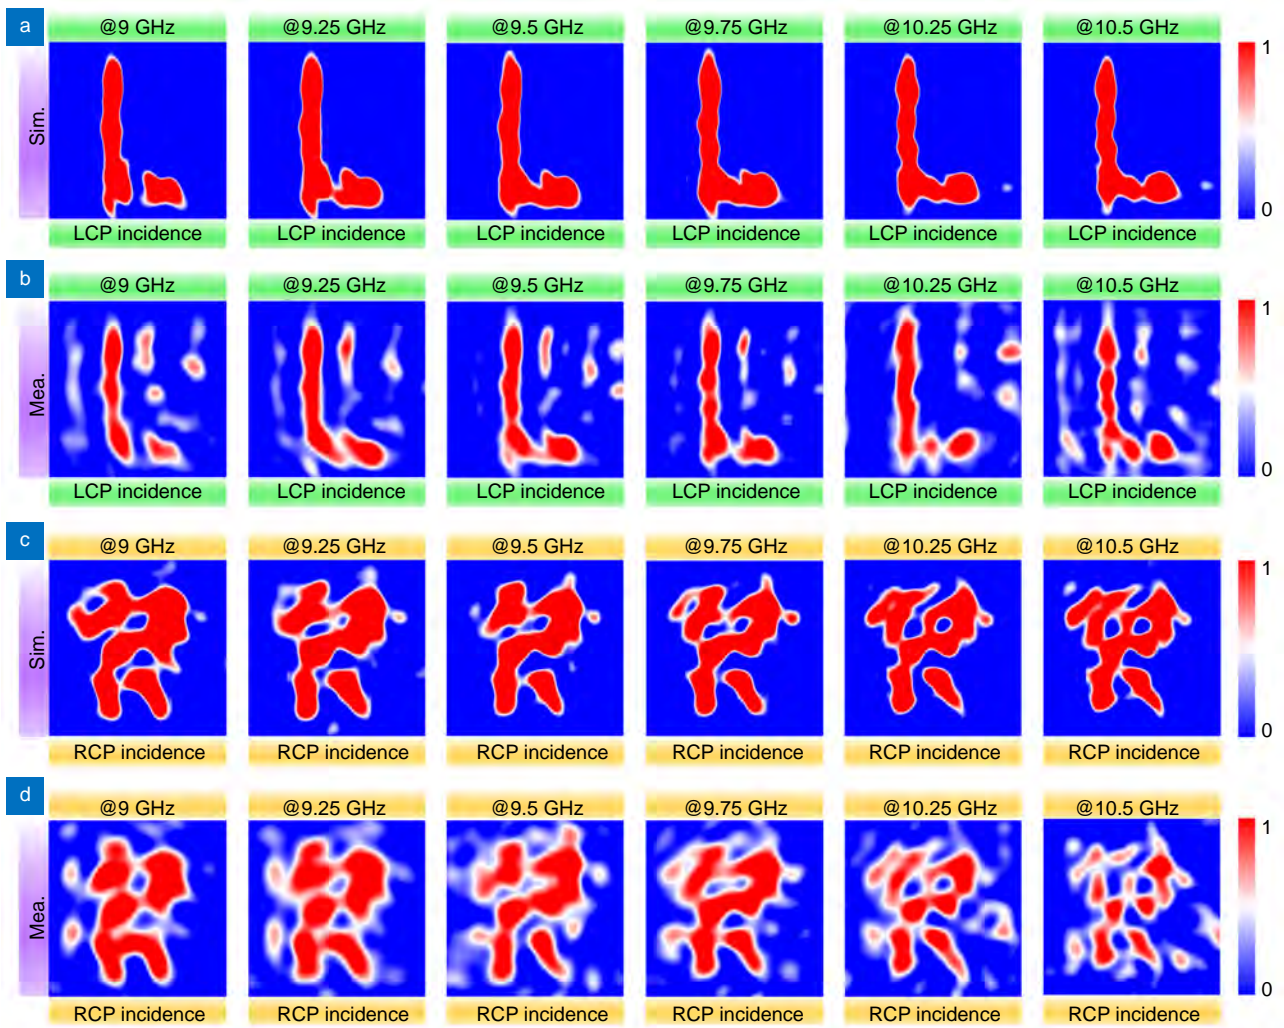 a
@9 GHz @9.25 GHz @9.5 GHz @9.75 GHz @10.25 GHz @10.5 GHz
Sim.
1
0
LCP incidence LCP incidence LCP incidence LCP incidence LCP incidence LCP incidence
b
@9 GHz @9.25 GHz @9.5 GHz @9.75 GHz @10.25 GHz @10.5 GHz
Mea.
1
0
LCP incidence LCP incidence LCP incidence LCP incidence LCP incidence LCP incidence
c
@9 GHz @9.25 GHz @9.5 GHz @9.75 GHz @10.25 GHz @10.5 GHz
Sim.
1
0
RCP incidence RCP incidence RCP incidence RCP incidence RCP incidence RCP incidence
d
@9 GHz @9.25 GHz @9.5 GHz @9.75 GHz @10.25 GHz @10.5 GHz
Mea.
1
0
RCP incidence RCP incidence RCP incidence RCP incidence RCP incidence RCP incidence